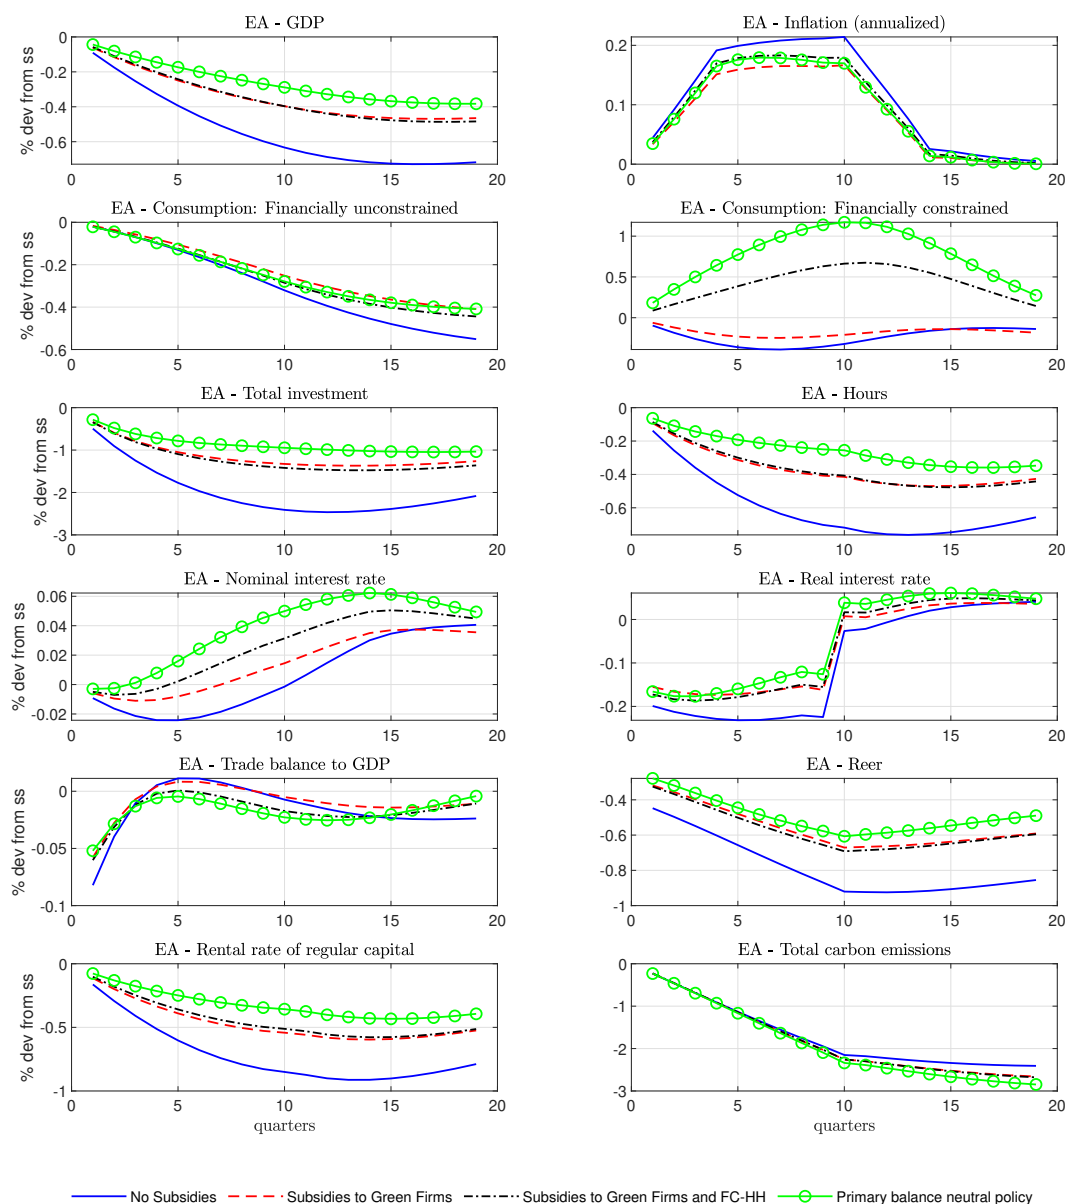 EA - GDP
% dev from ss
0
-0.2
-0.4
-0.6
0 5 10 15 20
EA - Inflation (annualized)
0.2
0.1
0
0 5 10 15 20
EA - Consumption: Financially unconstrained
% dev from ss
0
-0.2
-0.4
-0.6
0 5 10 15 20
EA - Consumption: Financially constrained
1
0.5
0
0 5 10 15 20
EA - Total investment
% dev from ss
0
-1
-2
-3
0 5 10 15 20
EA - Hours
0
-0.2
-0.4
-0.6
0 5 10 15 20
EA - Nominal interest rate
% dev from ss
0.06
0.04
0.02
0
-0.02
0 5 10 15 20
EA - Real interest rate
0
-0.1
-0.2
0 5 10 15 20
EA - Trade balance to GDP
% dev from ss
0
-0.05
-0.1
0 5 10 15 20
EA - Reer
-0.4
-0.6
-0.8
-1
0 5 10 15 20
EA - Rental rate of regular capital
% dev from ss
0
-0.5
-1
0 5 10 15 20
quarters
EA - Total carbon emissions
0
-1
-2
-3
0 5 10 15 20
quarters
No Subsidies Subsidies to Green Firms Subsidies to Green Firms and FC-HH Primary balance neutral policy